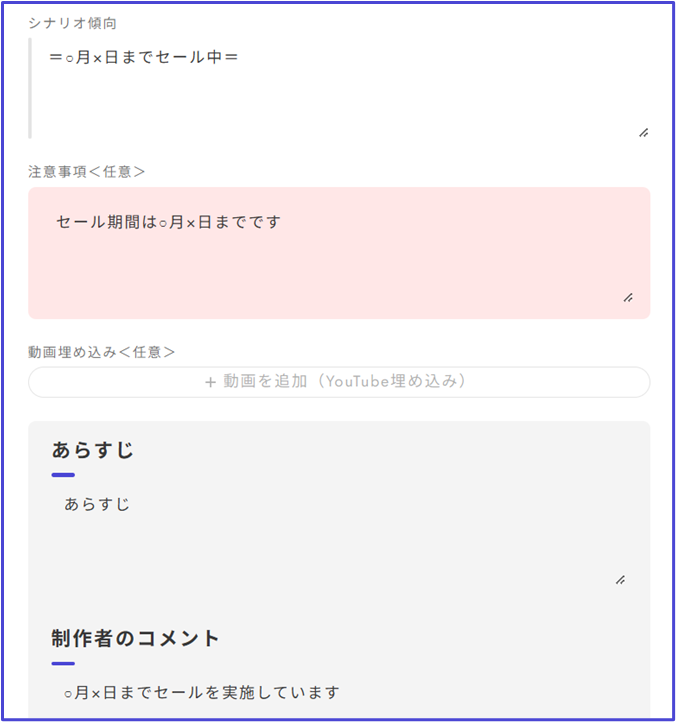 シナリオ傾向
＝○月×日までセール中＝
注意事項＜任意＞
セール期間は○月×日までです
動画埋め込み＜任意＞
+ 動画を追加（YouTube埋め込み）
あらすじ
あらすじ
制作者のコメント
○月×日までセールを実施しています